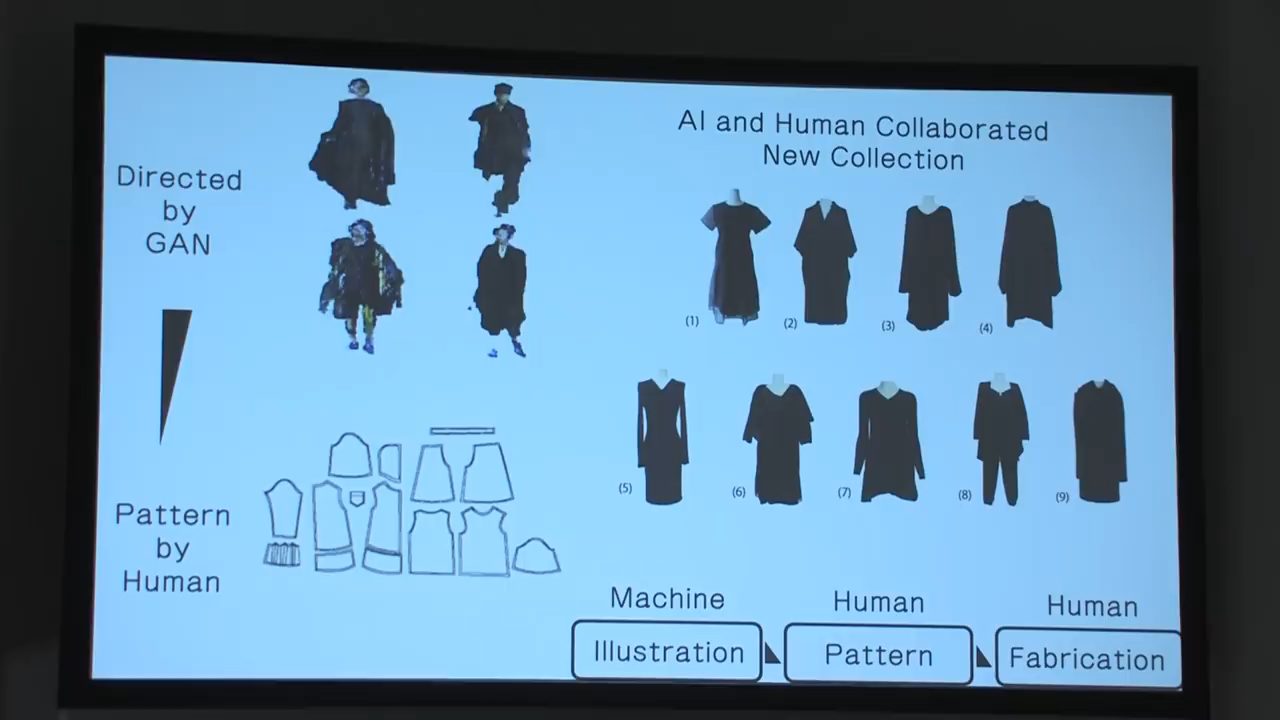 Directed
by
GAN
Pattern
by
Human
AI and Human Collaborated
New Collection
(1)
(2)
(3)
(4)
(5)
(6)
(7)
(8)
(9)
Machine
Human
Human
Illustration
Pattern
Fabrication